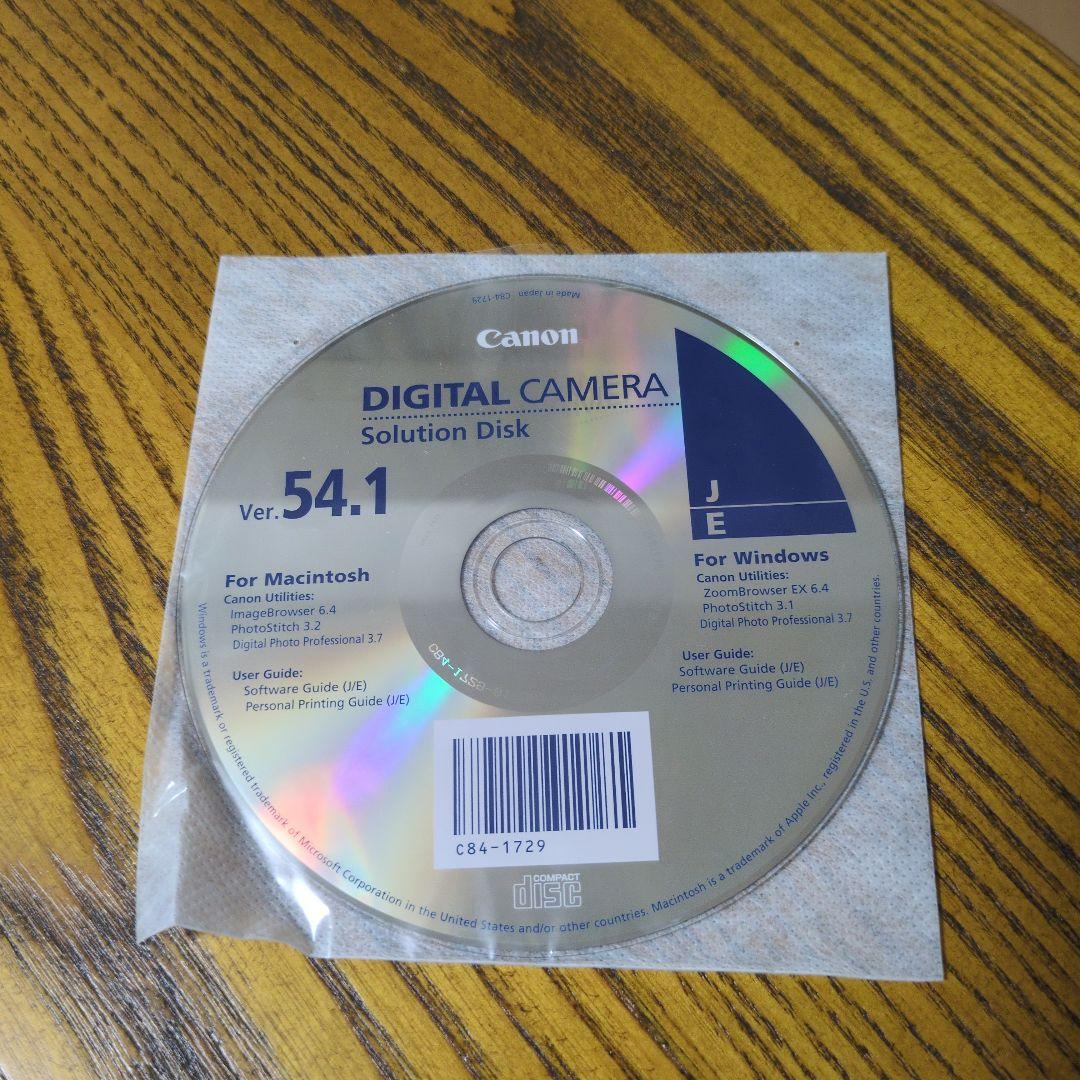 Made in Japan C84-1729
Canon
DIGITAL CAMERA
Solution Disk
Ver.54.1
J
E
For Macintosh
Canon Utilities:
ImageBrowser 6.4
PhotoStitch 3.2
Digital Photo Professional 3.7
User Guide:
Software Guide (J/E)
Personal Printing Guide (J/E)
For Windows
Canon Utilities:
ZoomBrowser EX 6.4
PhotoStitch 3.1
Digital Photo Professional 3.7
User Guide:
Software Guide (J/E)
Personal Printing Guide (J/E)
C84-1729
C84-1729
COMPACT
disc
Windows is a trademark or registered trademark of Microsoft Corporation in the United States and/or other countries. Macintosh is a trademark of Apple Inc., registered in the U.S. and other countries.